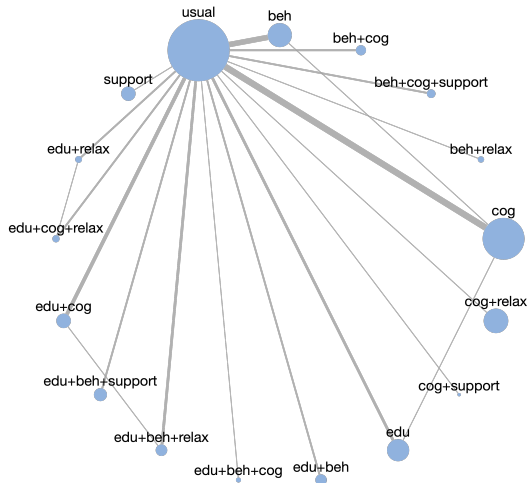 usual
beh
beh+cog
support
beh+cog+support
edu+relax
beh+relax
cog
edu+cog+relax
cog+relax
edu+cog
edu+beh+support
cog+support
edu
edu+beh+relax
edu+beh+cog
edu+beh